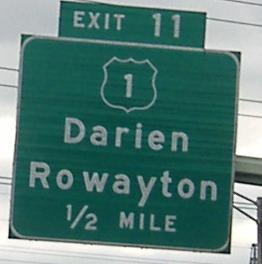 EXIT 11
1
Darien
Rowayton
1/2 MILE